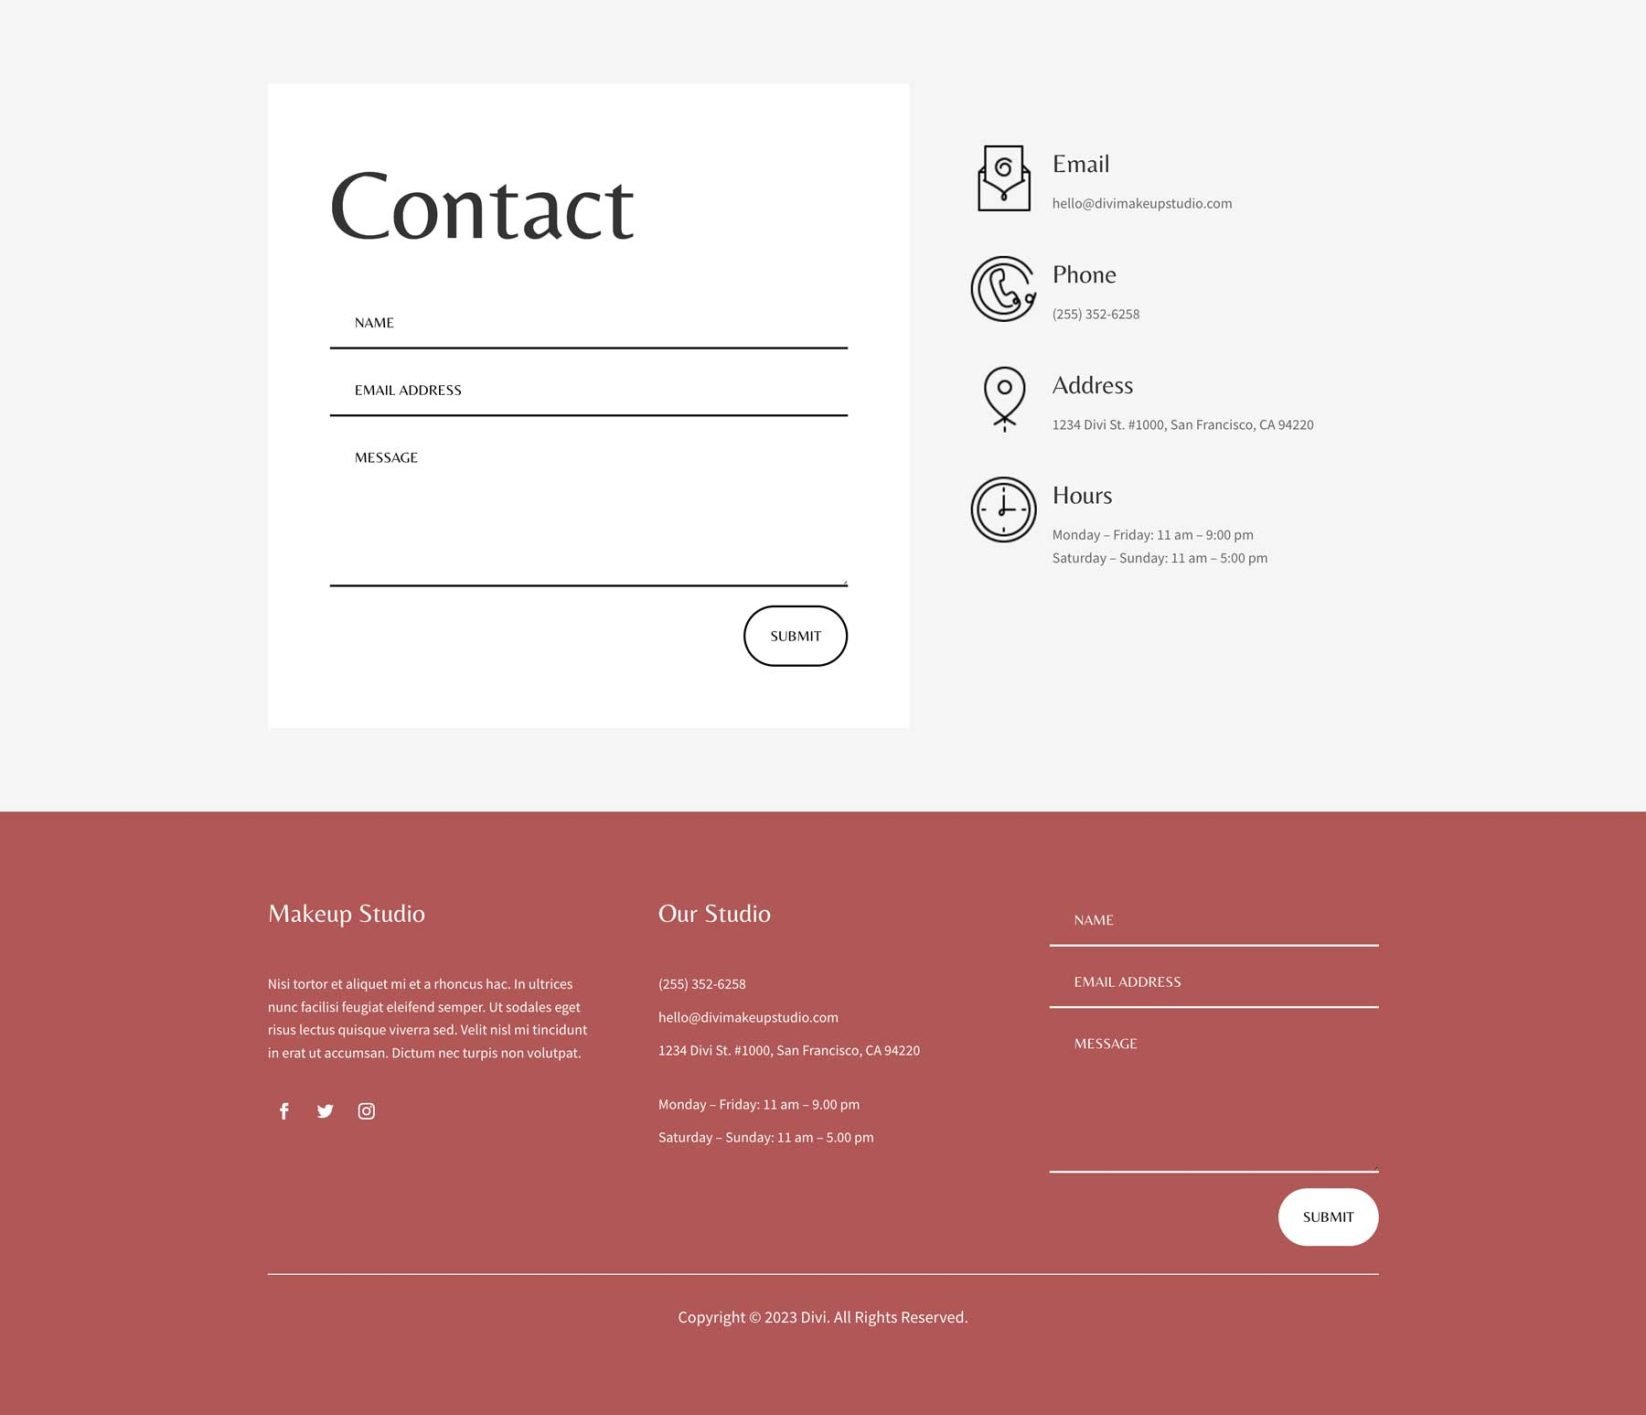 Contact
NAME
EMAIL ADDRESS
MESSAGE
SUBMIT
Email
hello@divimakeupstudio.com
Phone
(255) 352-6258
Address
1234 Divi St. #1000, San Francisco, CA 94220
Hours
Monday – Friday: 11 am – 9:00 pm
Saturday – Sunday: 11 am – 5:00 pm
Makeup Studio
Nisi tortor et aliquet mi et a rhoncus hac. In ultrices
nunc facilisi feugiat eleifend semper. Ut sodales eget
risus lectus quisque viverra sed. Velit nisl mi tincidunt
in erat ut accumsan. Dictum nec turpis non volutpat.
Our Studio
(255) 352-6258
hello@divimakeupstudio.com
1234 Divi St. #1000, San Francisco, CA 94220
Monday – Friday: 11 am – 9.00 pm
Saturday – Sunday: 11 am – 5.00 pm
NAME
EMAIL ADDRESS
MESSAGE
SUBMIT
Copyright © 2023 Divi. All Rights Reserved.